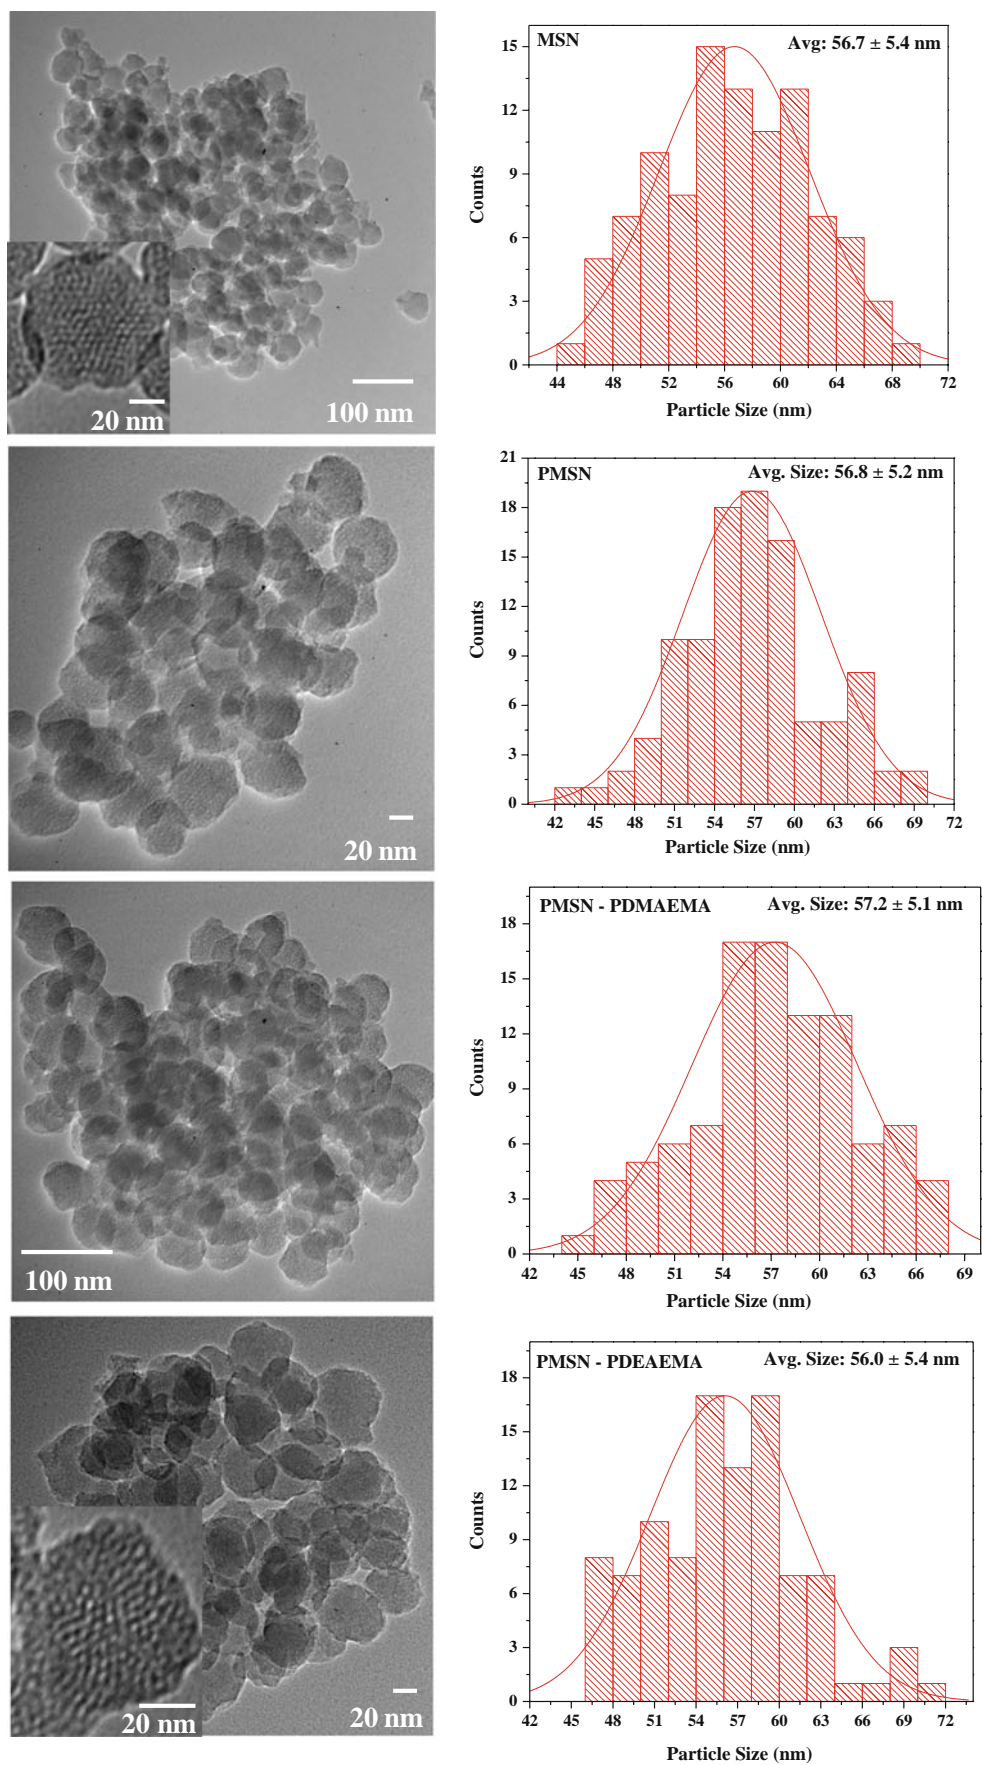 20 nm
100 nm
MSN
Avg: 56.7 ± 5.4 nm
15
12
9
6
3
0
Counts
44 48 52 56 60 64 68 72
Particle Size (nm)
20 nm
PMSN
Avg. Size: 56.8 ± 5.2 nm
21
18
15
12
9
6
3
0
Counts
42 45 48 51 54 57 60 63 66 69 72
Particle Size (nm)
100 nm
PMSN - PDMAEMA
Avg. Size: 57.2 ± 5.1 nm
18
15
12
9
6
3
0
Counts
42 45 48 51 54 57 60 63 66 69
Particle Size (nm)
20 nm
20 nm
PMSN - PDEAEMA
Avg. Size: 56.0 ± 5.4 nm
18
15
12
9
6
3
0
Counts
42 45 48 51 54 57 60 63 66 69 72
Particle Size (nm)